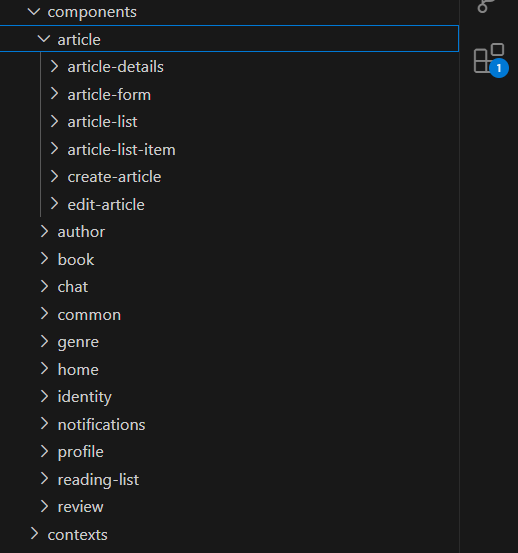 components
article
article-details
article-form
article-list
article-list-item
create-article
edit-article
author
book
chat
common
genre
home
identity
notifications
profile
reading-list
review
contexts
1